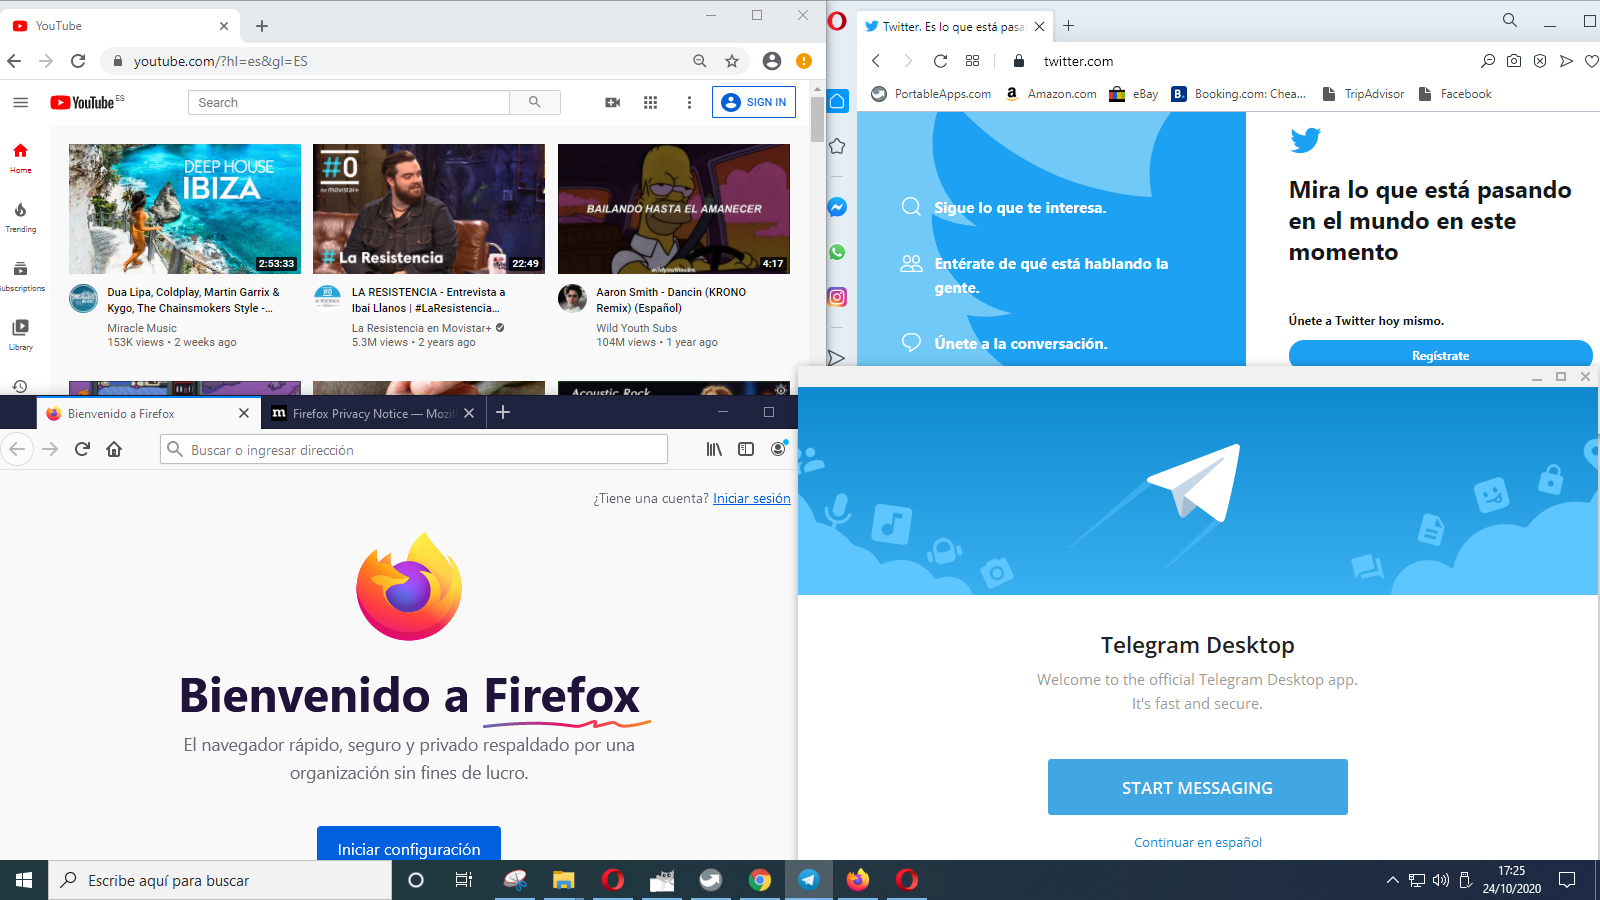 YouTube
youtube.com/?hl=es&gl=ES
YouTube ES
Search
SIGN IN
Home
Trending
Subscriptions
Library
DEEP HOUSE
IBIZA
2:53:33
Dua Lipa, Coldplay, Martin Garrix &
Kygo, The Chainsmokers Style -...
Miracle Music
153K views • 2 weeks ago
#0
de movistar+
# La Resistencia
22:49
LA RESISTENCIA - Entrevista a
Ibai Llanos | #LaResistencia...
La Resistencia en Movistar+
5.3M views • 2 years ago
BAILANDO HASTA EL AMANECER
wildyouthsubs
4:17
Aaron Smith - Dancin (KRONO
Remix) (Español)
Wild Youth Subs
104M views • 1 year ago
Acoustic Rock
Twitter. Es lo que está pasa
twitter.com
PortableApps.com
Amazon.com
eBay
B.
Booking.com: Chea...
TripAdvisor
Facebook
Sigue lo que te interesa.
Entérate de qué está hablando la
gente.
Únete a la conversación.
Mira lo que está pasando
en el mundo en este
momento
Únete a Twitter hoy mismo.
Regístrate
Bienvenido a Firefox
m
Firefox Privacy Notice — Mozil
Buscar o ingresar dirección
¿Tiene una cuenta? Iniciar sesión
Bienvenido a Firefox
El navegador rápido, seguro y privado respaldado por una
organización sin fines de lucro.
Iniciar configuración
Telegram Desktop
Welcome to the official Telegram Desktop app.
It's fast and secure.
START MESSAGING
Continuar en español
Escribe aquí para buscar
17:25
24/10/2020